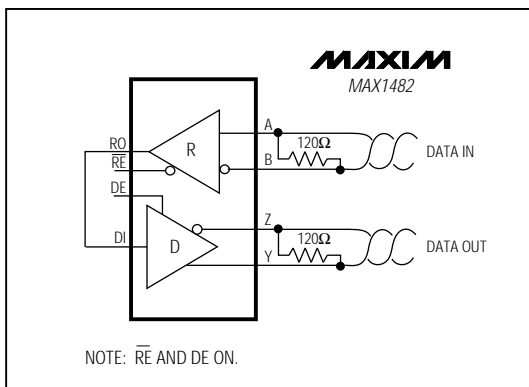 MAXIM
MAX1482
A
RO
R
120Ω
DATA IN
RE̅
B
DE
Z
120Ω
DI
D
DATA OUT
Y
NOTE: RE̅ AND DE ON.